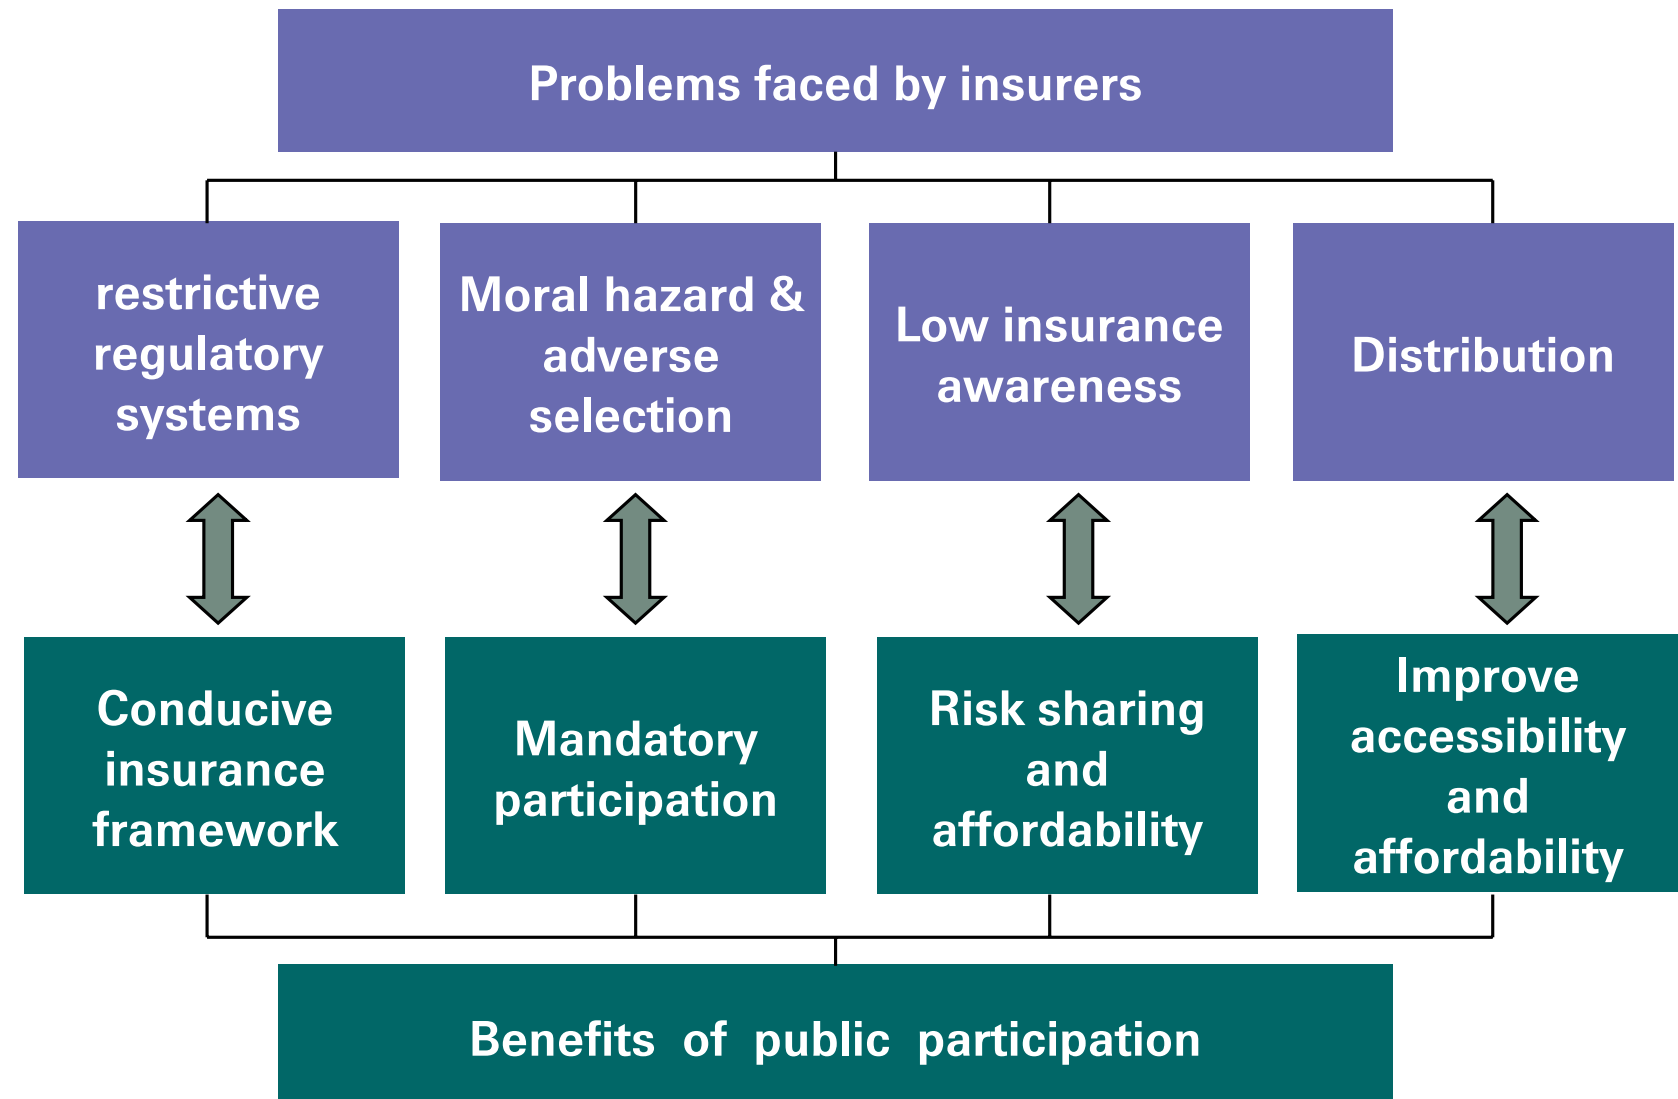 Problems faced by insurers
restrictive
regulatory
systems
Moral hazard &
adverse
selection
Low insurance
awareness
Distribution
Conducive
insurance
framework
Mandatory
participation
Risk sharing
and
affordability
Improve
accessibility
and
affordability
Benefits of public participation